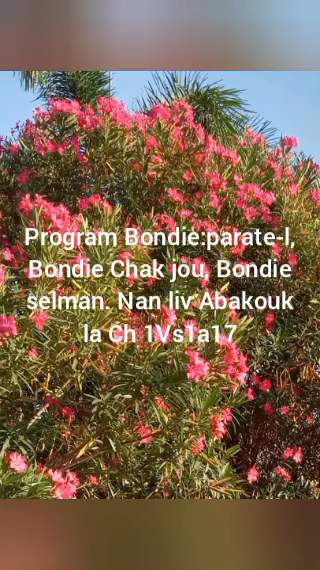 Program Bondie:parate-l,
Bondie Chak jou, Bondie
selman. Nan liv Abakouk
la Ch 1Vs1a17